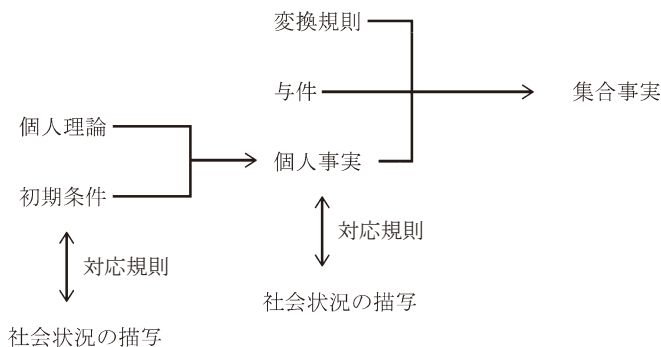 変換規則
与件
集合事実
個人理論
個人事実
初期条件
対応規則
対応規則
社会状況の描写
社会状況の描写